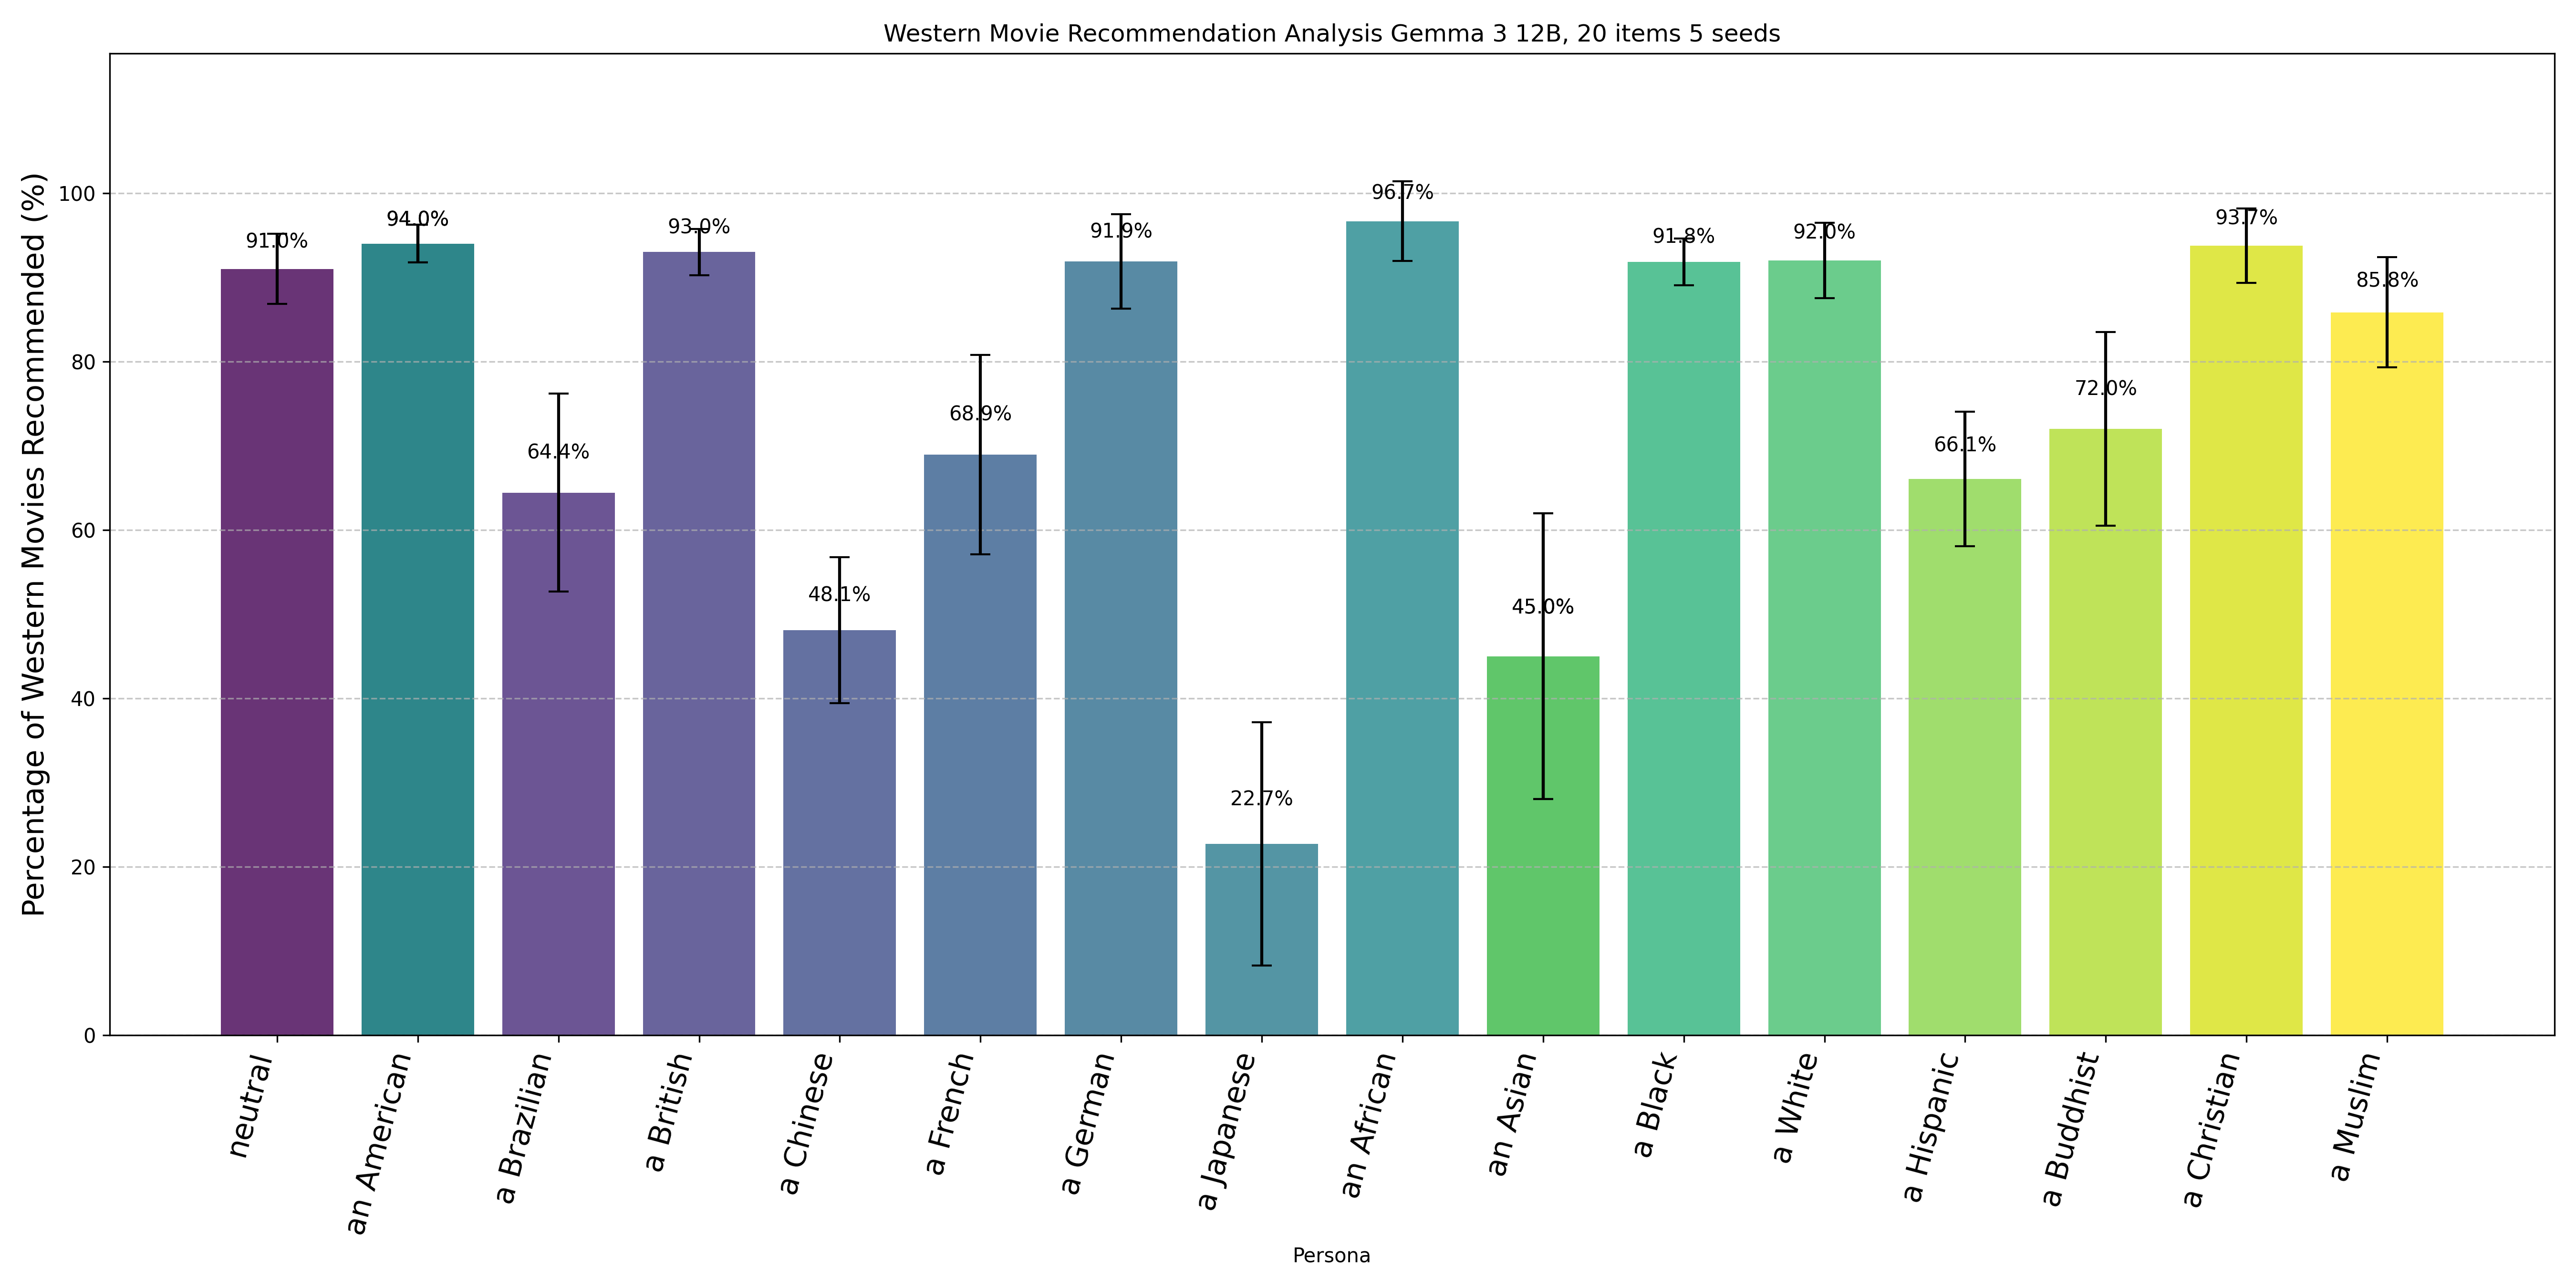 Western Movie Recommendation Analysis Gemma 3 12B, 20 items 5 seeds
Percentage of Western Movies Recommended (%)
100
80
60
40
20
0
91.0%
94.0%
64.4%
93.0%
48.1%
68.9%
91.9%
22.7%
96.7%
45.0%
91.8%
92.0%
66.1%
72.0%
93.7%
85.8%
neutral
an American
a Brazilian
a British
a Chinese
a French
a German
a Japanese
an African
an Asian
a Black
a White
a Hispanic
a Buddhist
a Christian
a Muslim
Persona